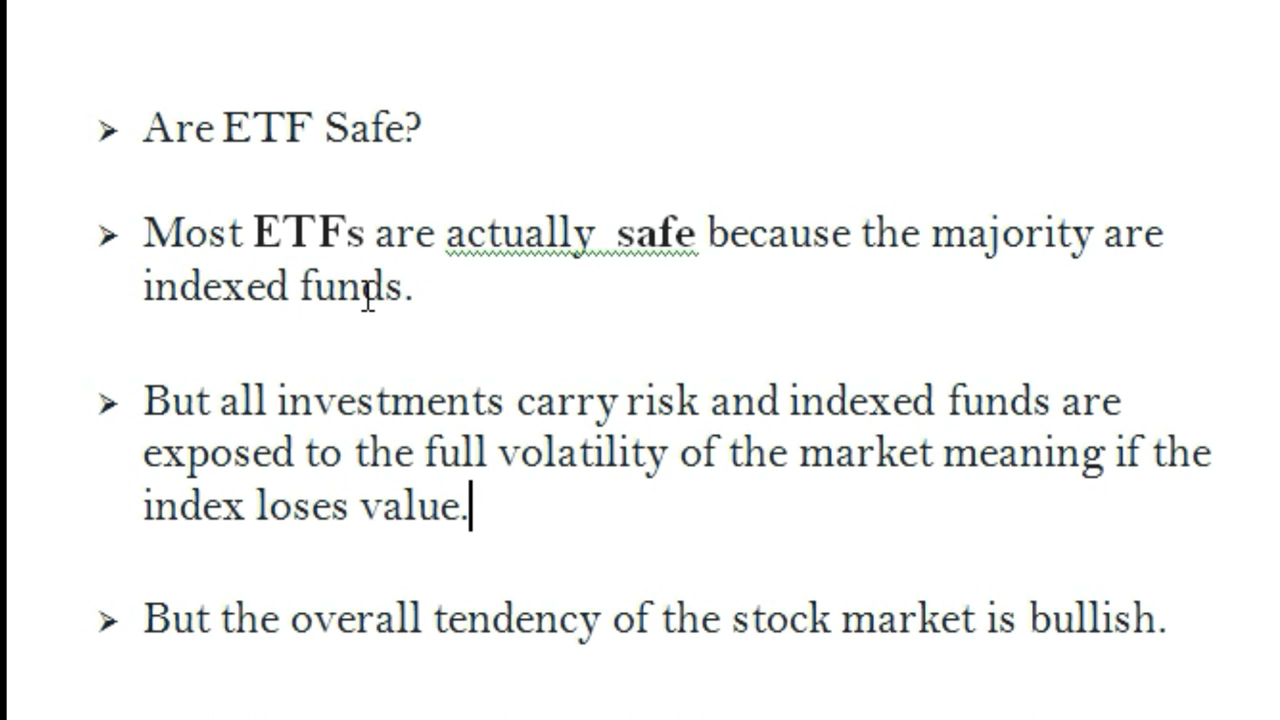 Are ETF Safe?
Most ETFs are actually  safe because the majority are
indexed funds.
But all investments carry risk and indexed funds are
exposed to the full volatility of the market meaning if the
index loses value.
But the overall tendency of the stock market is bullish.